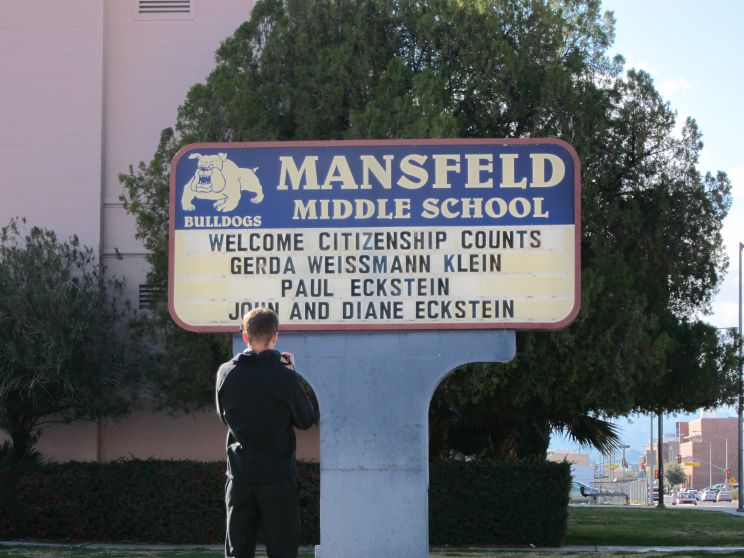 MANSFELD
BULLDOGS
MIDDLE SCHOOL
WELCOME CITIZENSHIP COUNTS
GERDA WEISSMANN KLEIN
PAUL ECKSTEIN
JOHN AND DIANE ECKSTEIN